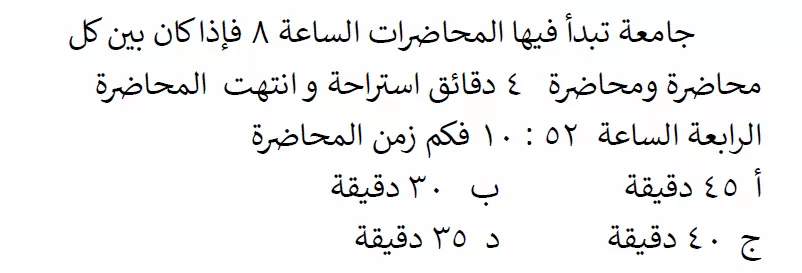 جامعة تبدأ فيها المحاضرات الساعة ٨ فإذا كان بين كل
محاضرة ومحاضرة ٤ دقائق استراحة و انتهت المحاضرة
الرابعة الساعة ٥٢ : ١٠ فكم زمن المحاضرة
أ ٤٥ دقيقة ب ٣٠ دقيقة
ج ٤٠ دقيقة د ٣٥ دقيقة